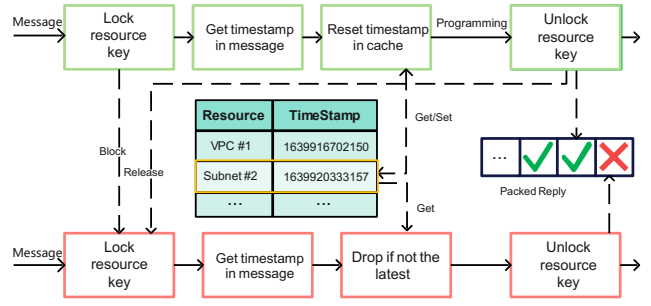 Message
Lock
resource
key
Get timestamp
in message
Reset timestamp
in cache
Programming
Unlock
resource
key
Block
Release
Resource TimeStamp
VPC #1 1639916702150
Subnet #2 1639920333157
... ...
Get/Set
Get
...
Packed Reply
Message
Lock
resource
key
Get timestamp
in message
Drop if not the
latest
Unlock
resource
key